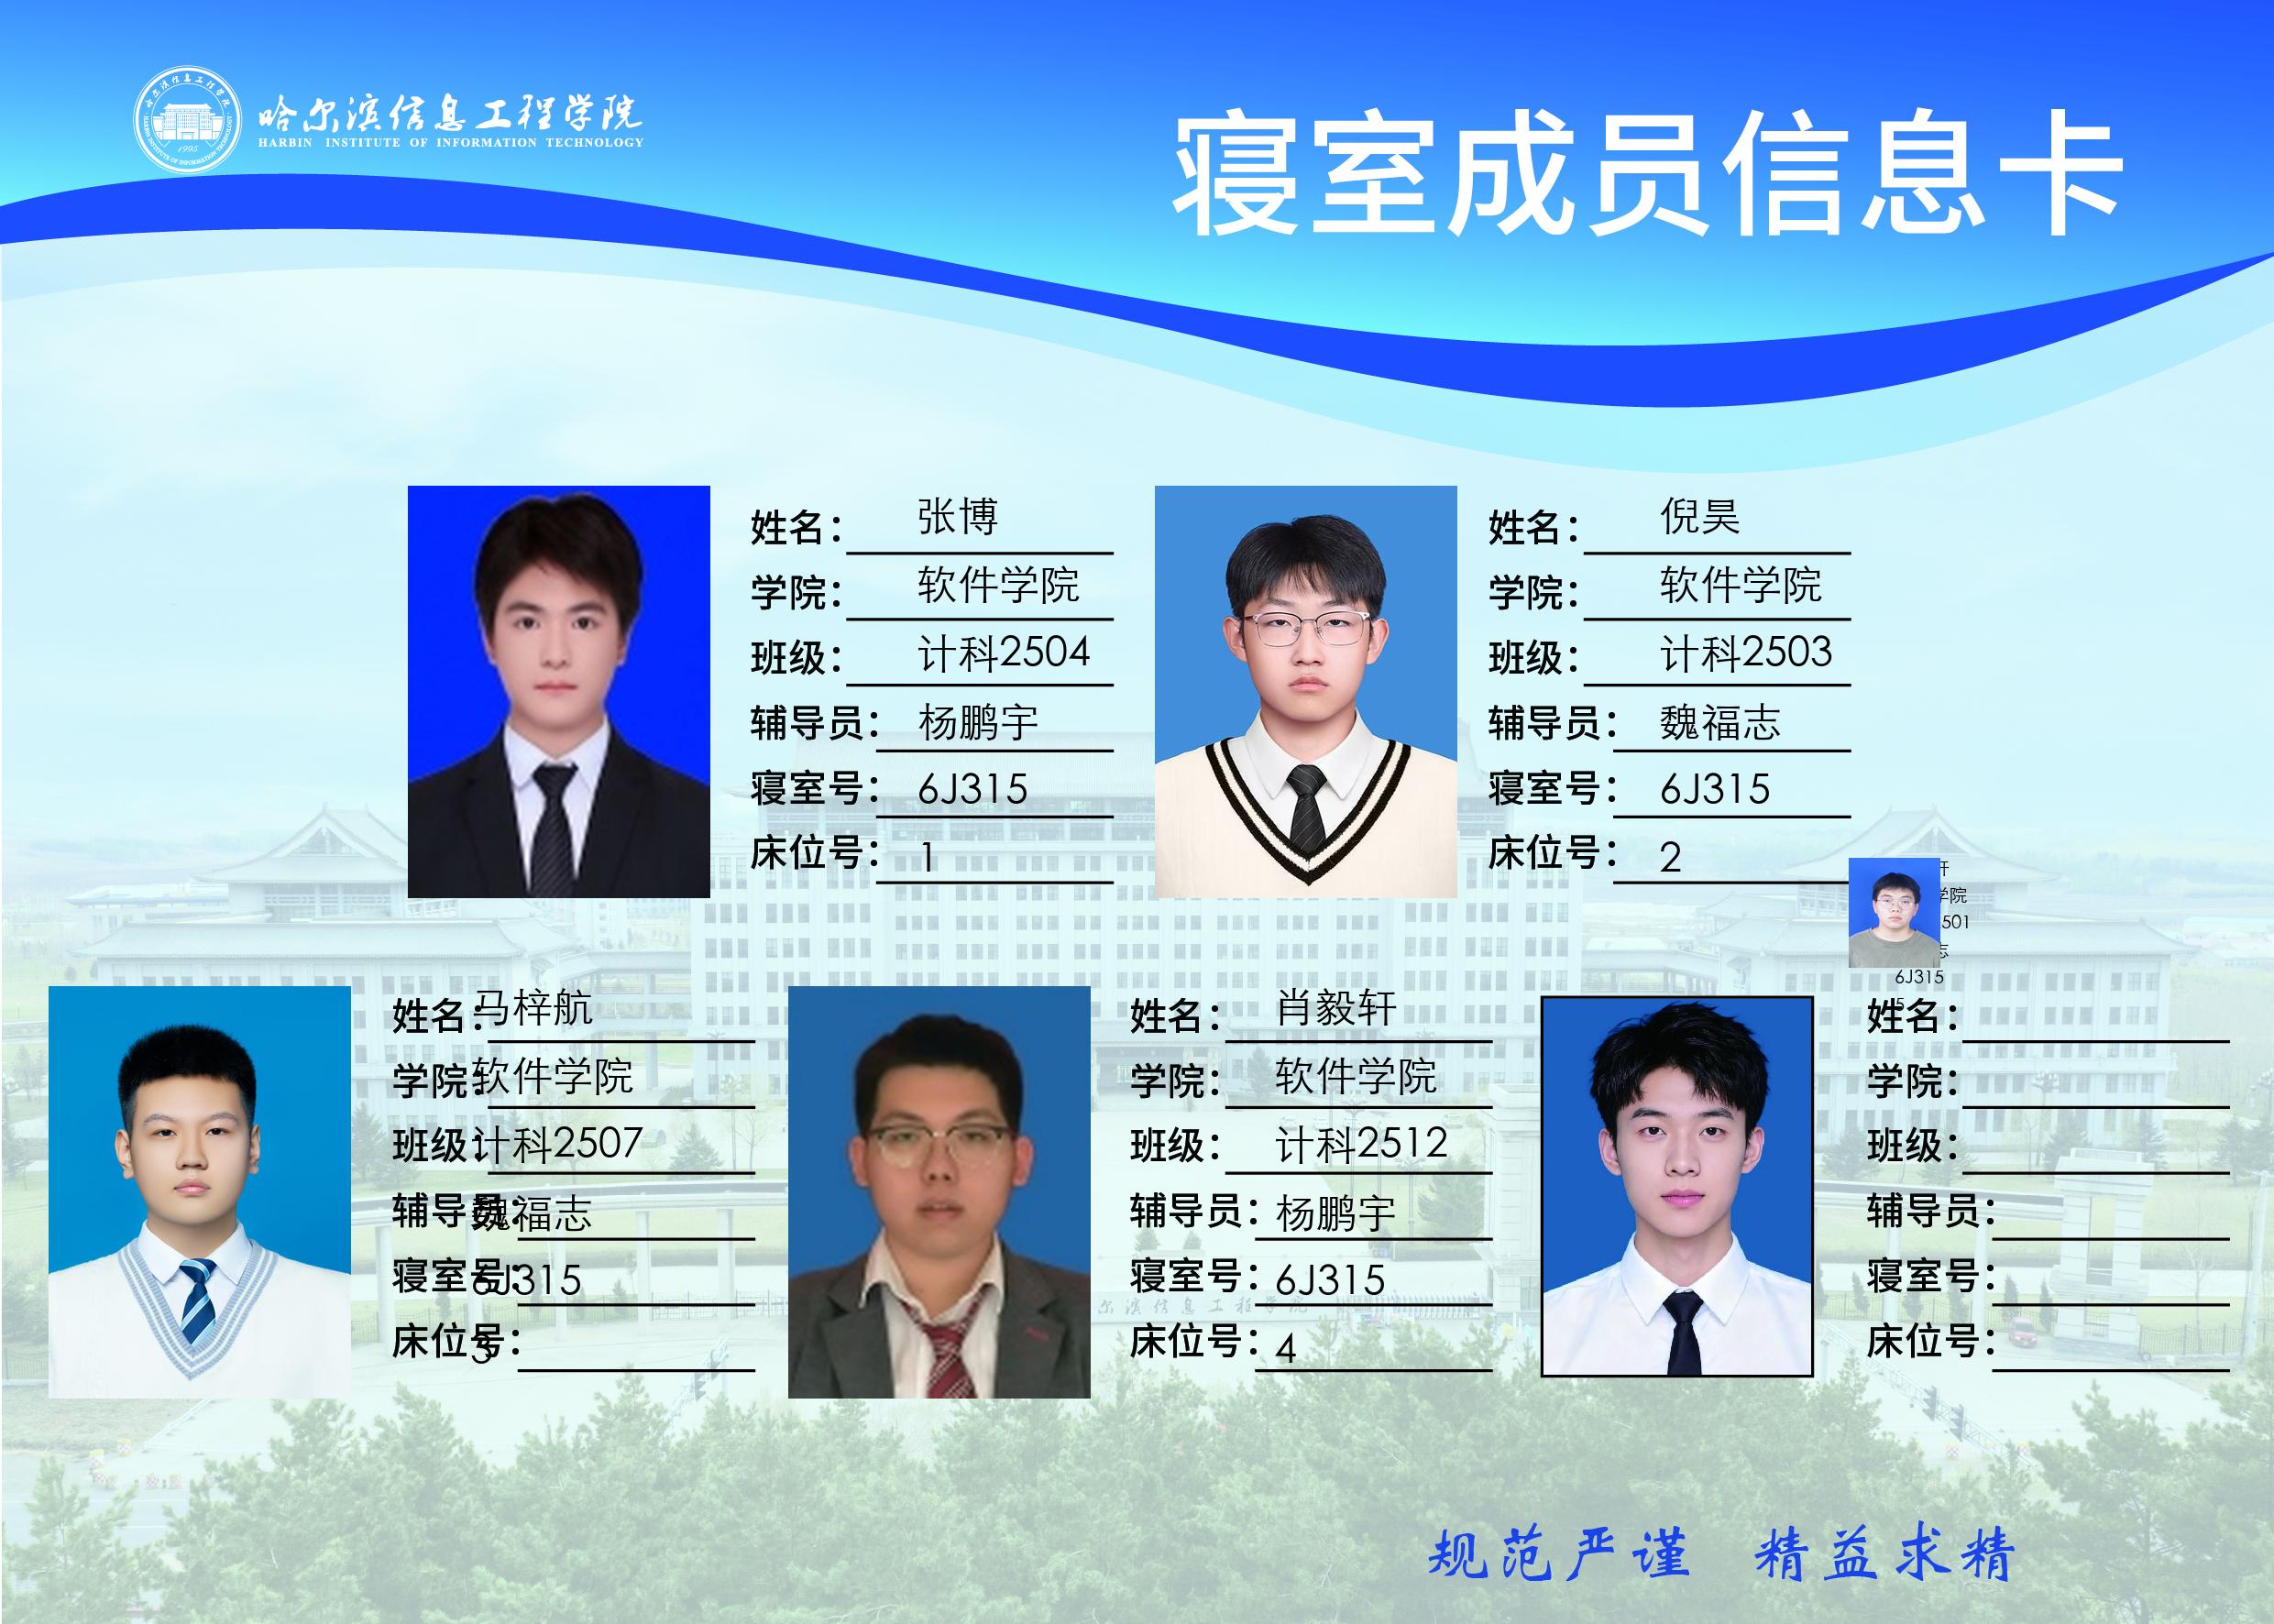 哈尔滨信息工程学院
HARBIN INSTITUTE OF INFORMATION TECHNOLOGY
1995
寝室成员信息卡
姓名：张博
学院：软件学院
班级：计科2504
辅导员：杨鹏宇
寝室号：6J315
床位号：1
姓名：倪昊
学院：软件学院
班级：计科2503
辅导员：魏福志
寝室号：6J315
床位号：2
轩
学院
501
志
6J315
5
姓名：马梓航
学院：软件学院
班级：计科2507
辅导员：魏福志
寝室号：6J315
床位号：3
姓名：肖毅轩
学院：软件学院
班级：计科2512
辅导员：杨鹏宇
寝室号：6J315
床位号：4
姓名：
学院：
班级：
辅导员：
寝室号：
床位号：
规范严谨 精益求精